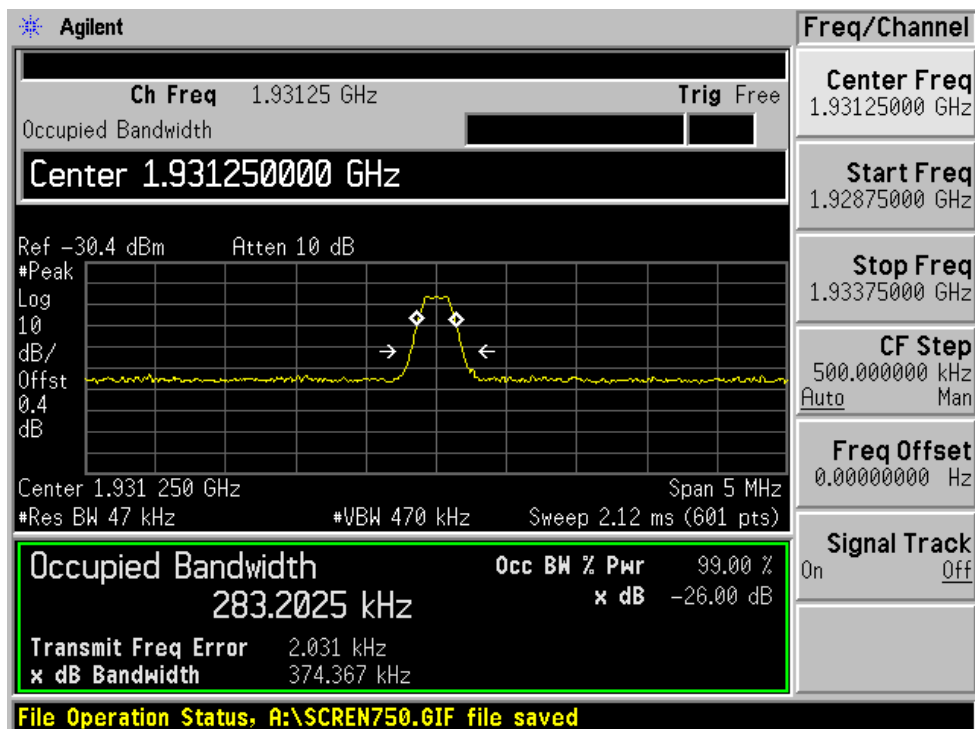 Agilent
Freq/Channel
Ch Freq 1.93125 GHz Trig Free
Occupied Bandwidth
Center 1.931250000 GHz
Ref -30.4 dBm Atten 10 dB
#Peak
Log
10
dB/
Offst
0.4
dB
Center 1.931 250 GHz Span 5 MHz
#Res BW 47 kHz #VBW 470 kHz Sweep 2.12 ms (601 pts)
Occupied Bandwidth Occ BW % Pwr 99.00 %
283.2025 kHz x dB -26.00 dB
Transmit Freq Error 2.031 kHz
x dB Bandwidth 374.367 kHz
File Operation Status, A:\SCREN750.GIF file saved
Center Freq
1.93125000 GHz
Start Freq
1.92875000 GHz
Stop Freq
1.93375000 GHz
CF Step
500.000000 kHz
Auto Man
Freq Offset
0.00000000 Hz
Signal Track
On Off